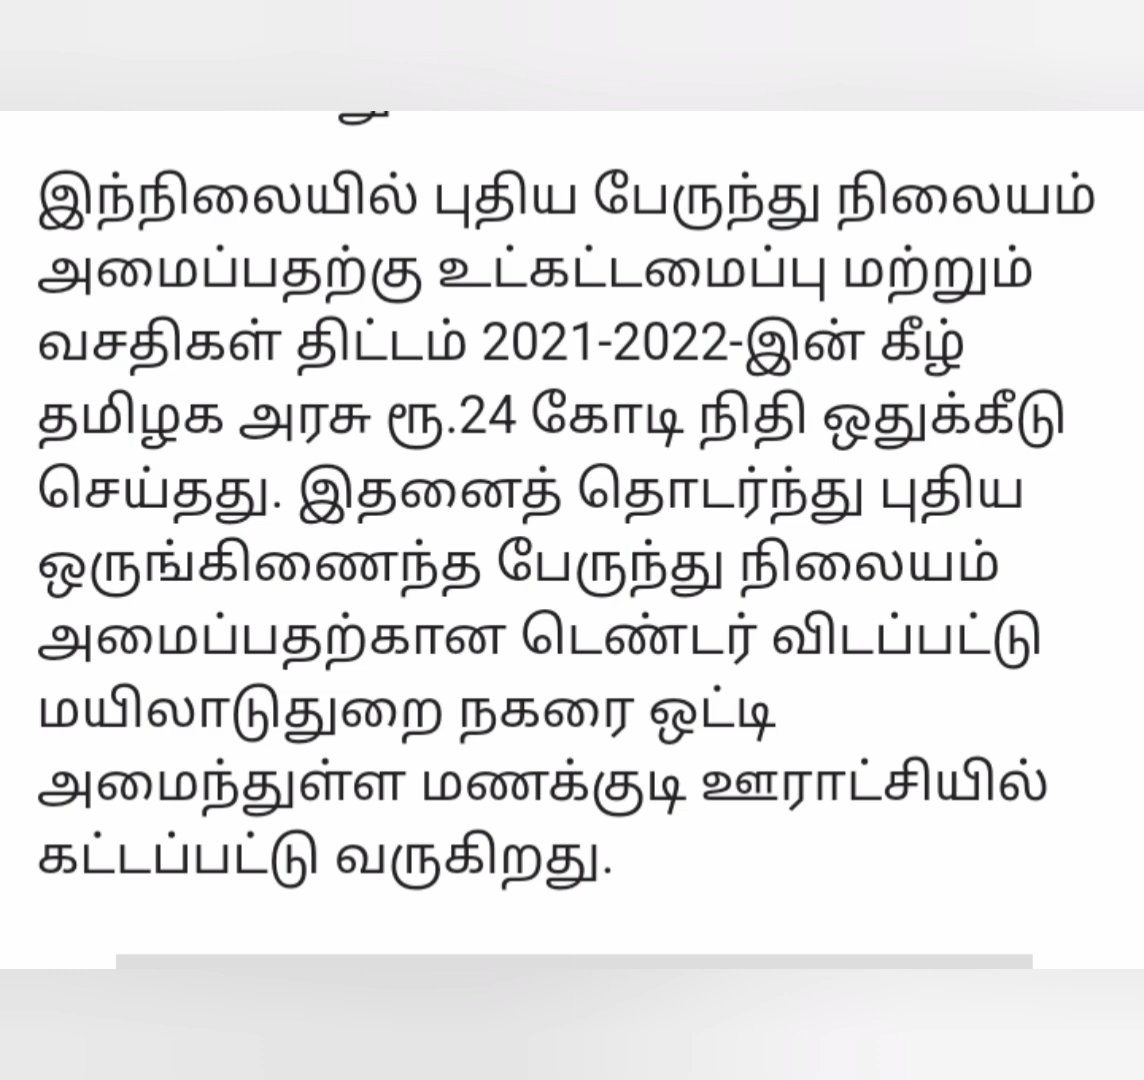 இந்நிலையில் புதிய பேருந்து நிலையம்
அமைப்பதற்கு உட்கட்டமைப்பு மற்றும்
வசதிகள் திட்டம் 2021-2022-இன் கீழ்
தமிழக அரசு ரூ.24 கோடி நிதி ஒதுக்கீடு
செய்தது. இதனைத் தொடர்ந்து புதிய
ஒருங்கிணைந்த பேருந்து நிலையம்
அமைப்பதற்கான டெண்டர் விடப்பட்டு
மயிலாடுதுறை நகரை ஒட்டி
அமைந்துள்ள மணக்குடி ஊராட்சியில்
கட்டப்பட்டு வருகிறது.